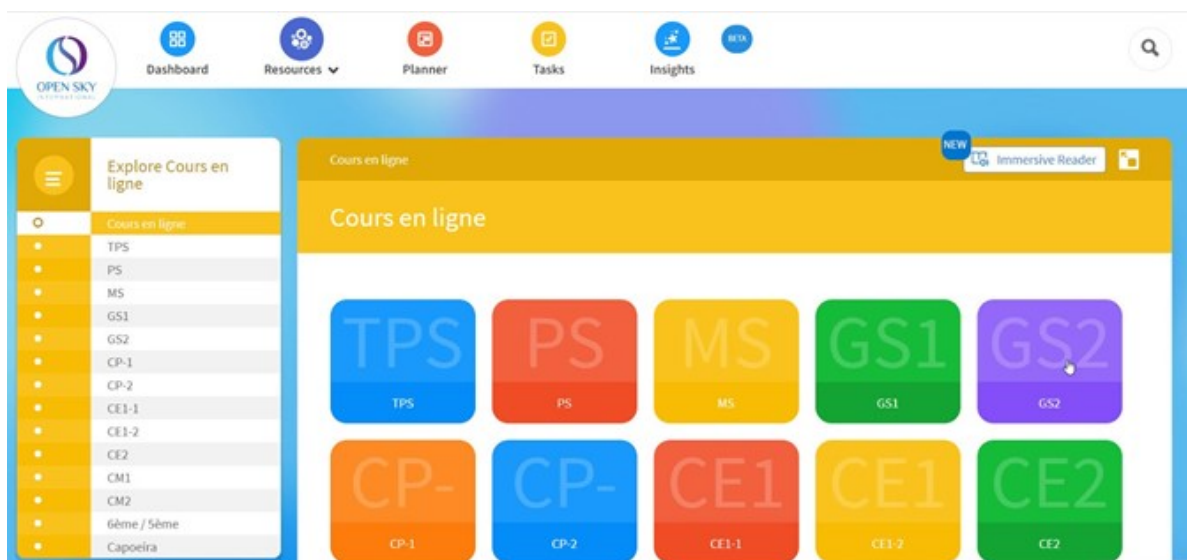 OPEN SKY
INTERNATIONAL
Dashboard
Resources
Planner
Tasks
Insights
BETA
Explore Cours en
ligne
Cours en ligne
TPS
PS
MS
GS1
GS2
CP-1
CP-2
CE1-1
CE1-2
CE2
CM1
CM2
6ème / 5ème
Capoeira
Cours en ligne
NEW
Immersive Reader
Cours en ligne
TPS
PS
MS
GS1
GS2
TPS
PS
MS
GS1
GS2
CP-
CP-
CE1
CE1
CE2
CP-1
CP-2
CE1-1
CE1-2
CE2